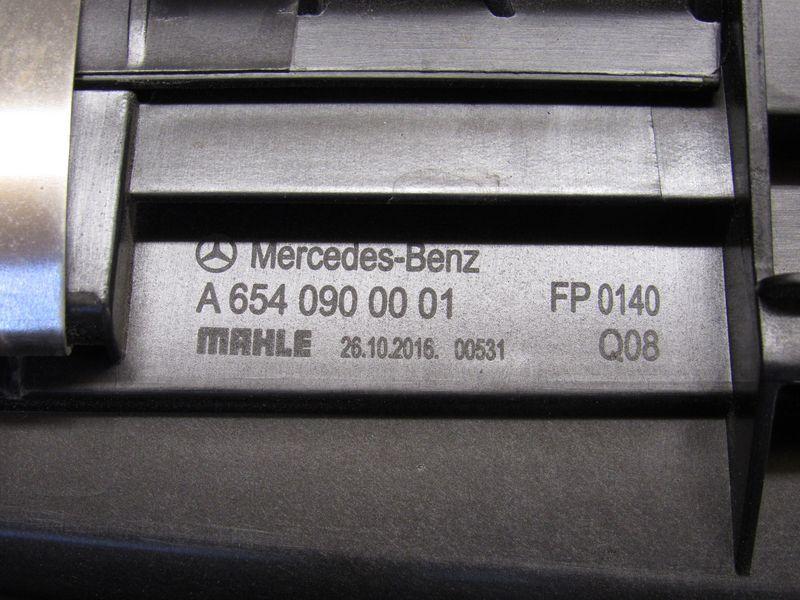 Mercedes-Benz
A 654 090 00 01 FP 0140
MAHLE 26.10.2016. 00531 Q08